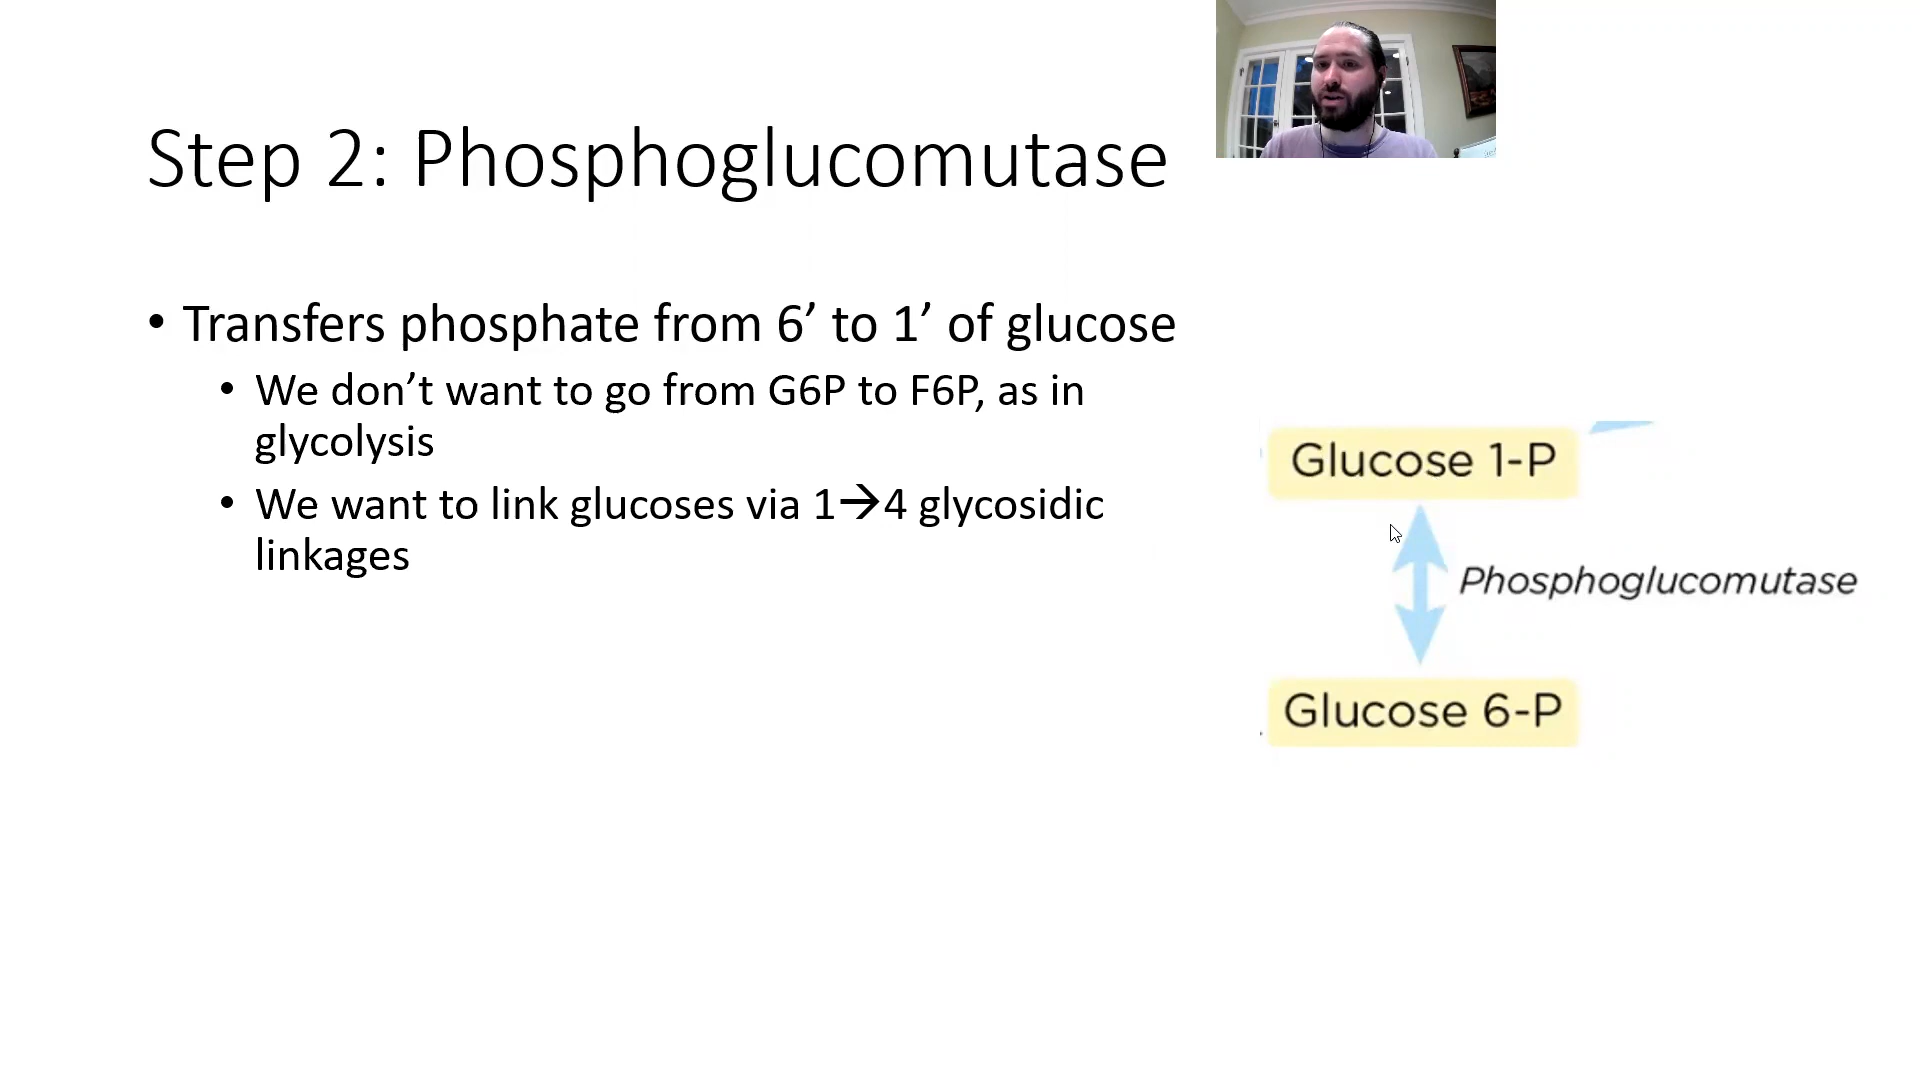 Step 2: Phosphoglucomutase
• Transfers phosphate from 6’ to 1’ of glucose
• We don’t want to go from G6P to F6P, as in
glycolysis
• We want to link glucoses via 1→4 glycosidic
linkages
Glucose 1-P
Phosphoglucomutase
Glucose 6-P